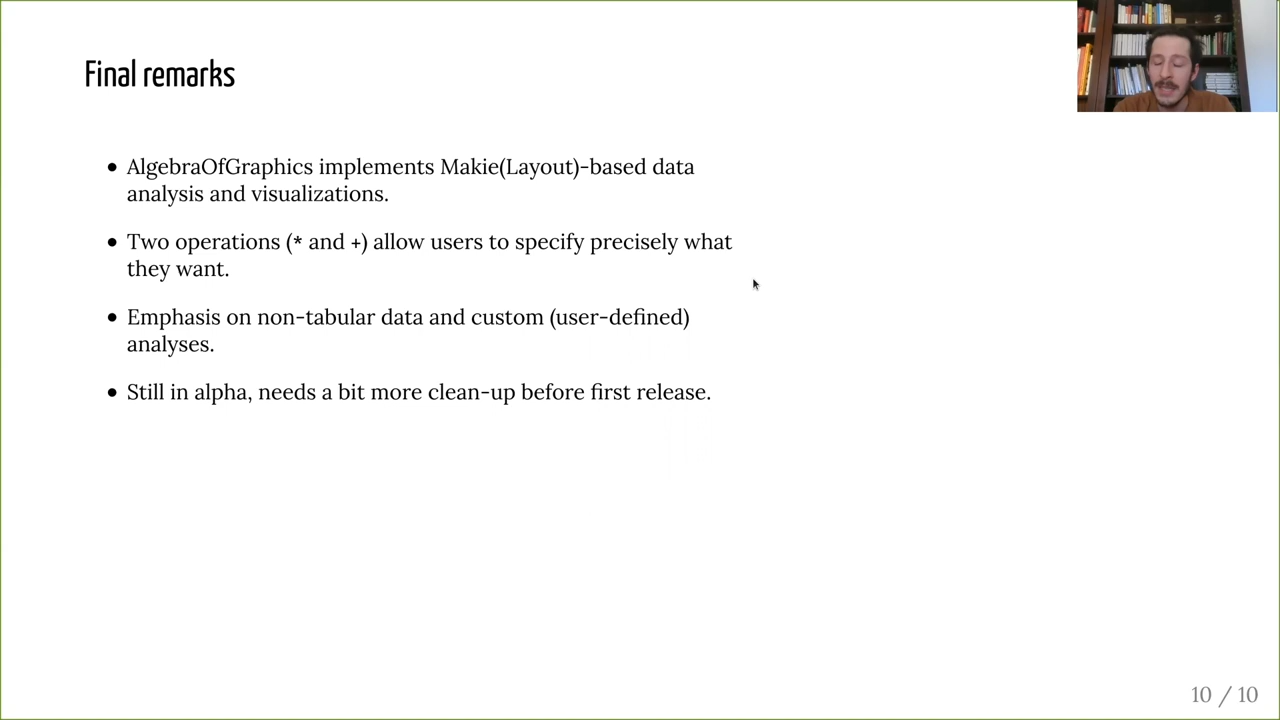 Final remarks
• AlgebraOfGraphics implements Makie(Layout)-based data
analysis and visualizations.
• Two operations (* and +) allow users to specify precisely what
they want.
• Emphasis on non-tabular data and custom (user-defined)
analyses.
• Still in alpha, needs a bit more clean-up before first release.
10 / 10